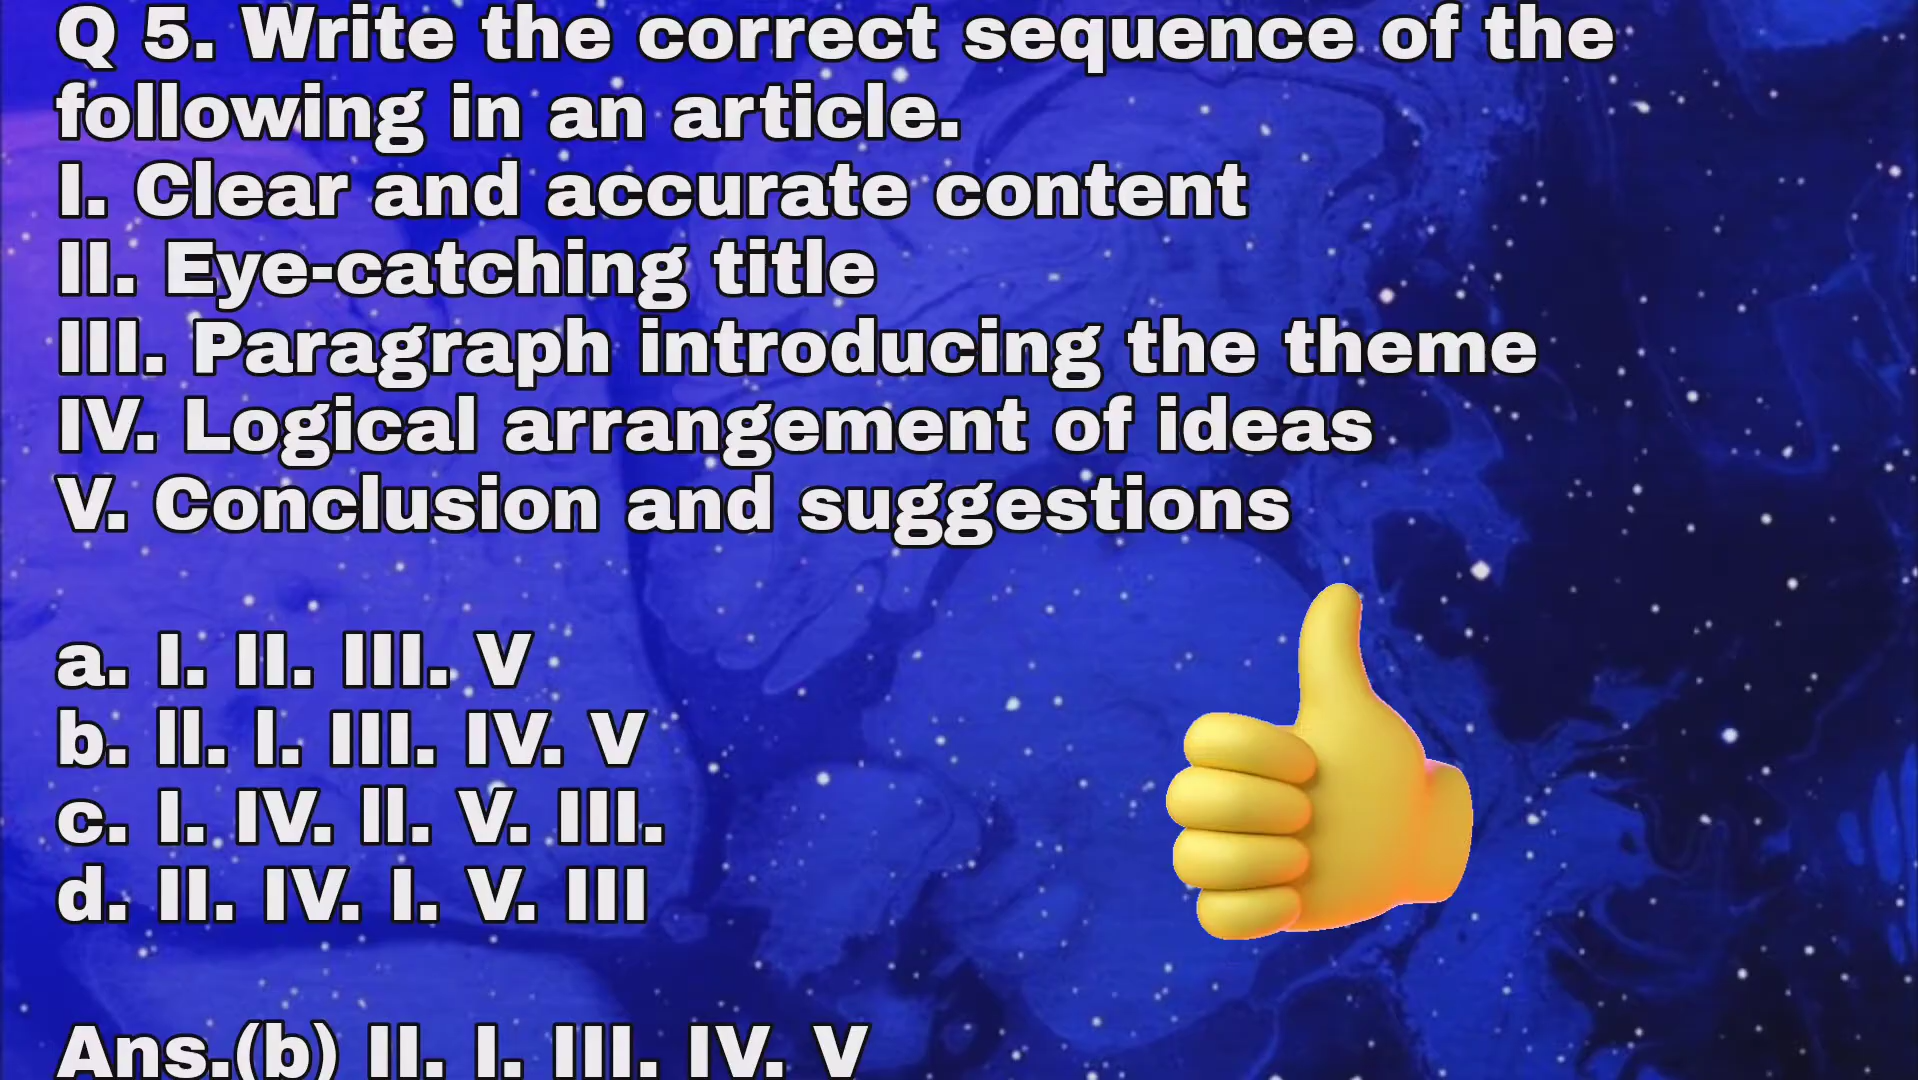 Q 5. Write the correct sequence of the
following in an article.
I. Clear and accurate content
II. Eye-catching title
III. Paragraph introducing the theme
IV. Logical arrangement of ideas
V. Conclusion and suggestions
a. I. II. III. V
b. II. I. III. IV. V
c. I. IV. II. V. III.
d. II. IV. I. V. III
Ans.(b) II. I. III. IV. V